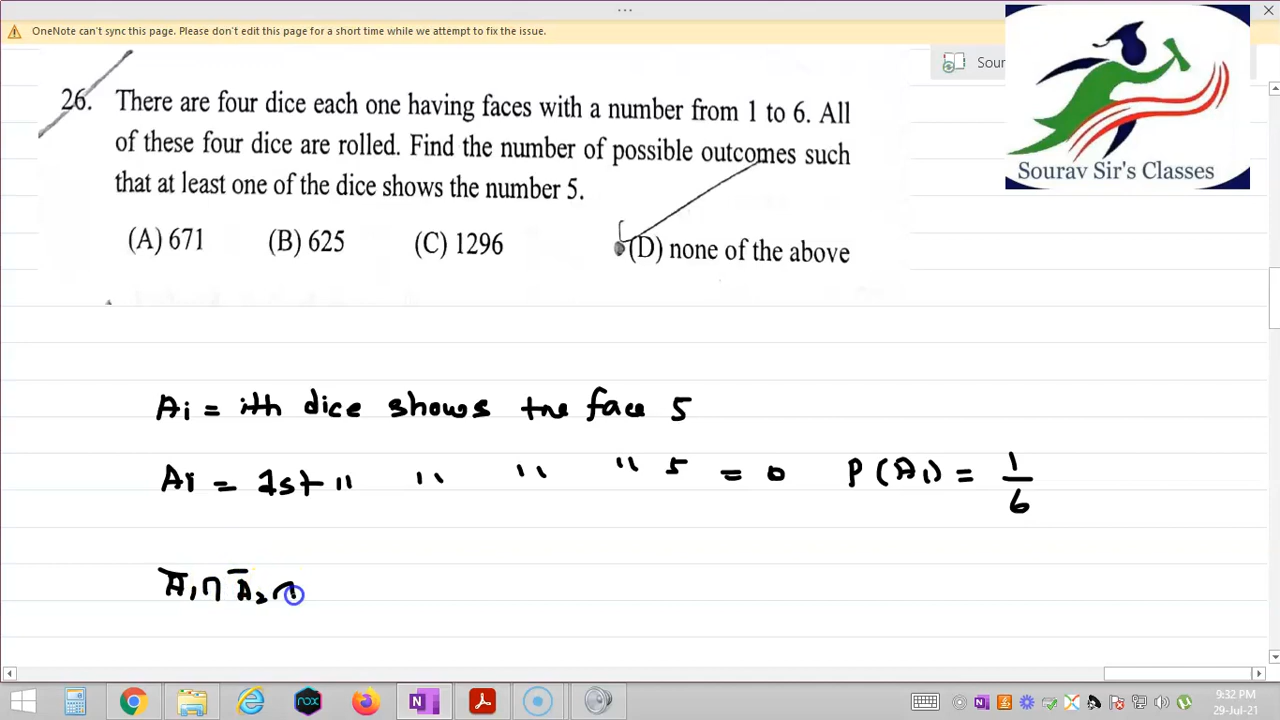 OneNote can't sync this page. Please don't edit this page for a short time while we attempt to fix the issue.
Sour
Sourav Sir's Classes
26. There are four dice each one having faces with a number from 1 to 6. All
of these four dice are rolled. Find the number of possible outcomes such
that at least one of the dice shows the number 5.
(A) 671 (B) 625 (C) 1296 (D) none of the above
Ai = ith dice shows the face 5
Ai = 1st " " " " 5 = 0 P(A1) = 1/6
Ā1 ∩ Ā2 ∩
nox
9:32 PM
29-Jul-21